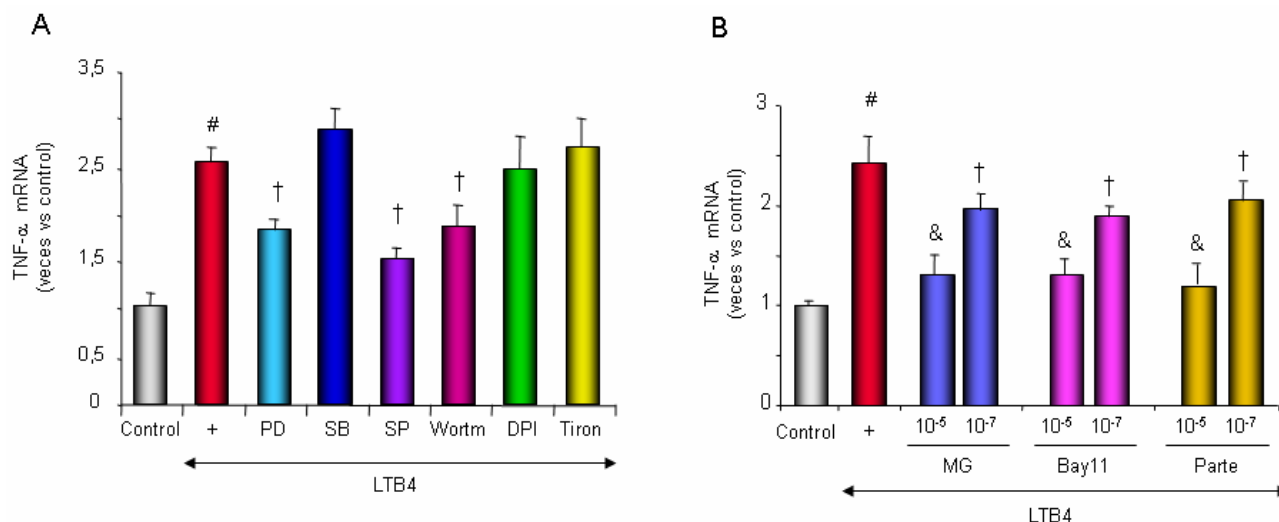 A
TNF-α mRNA
(veces vs control)
3,5
2,5
1,5
0,5
0
#
†
†
†
Control + PD SB SP Wortm DPI Tiron
LTB4
B
TNF-α mRNA
(veces vs control)
3
2
1
0
#
&
†
&
†
&
†
Control + 10-5 10-7 10-5 10-7 10-5 10-7
MG Bay11 Parte
LTB4